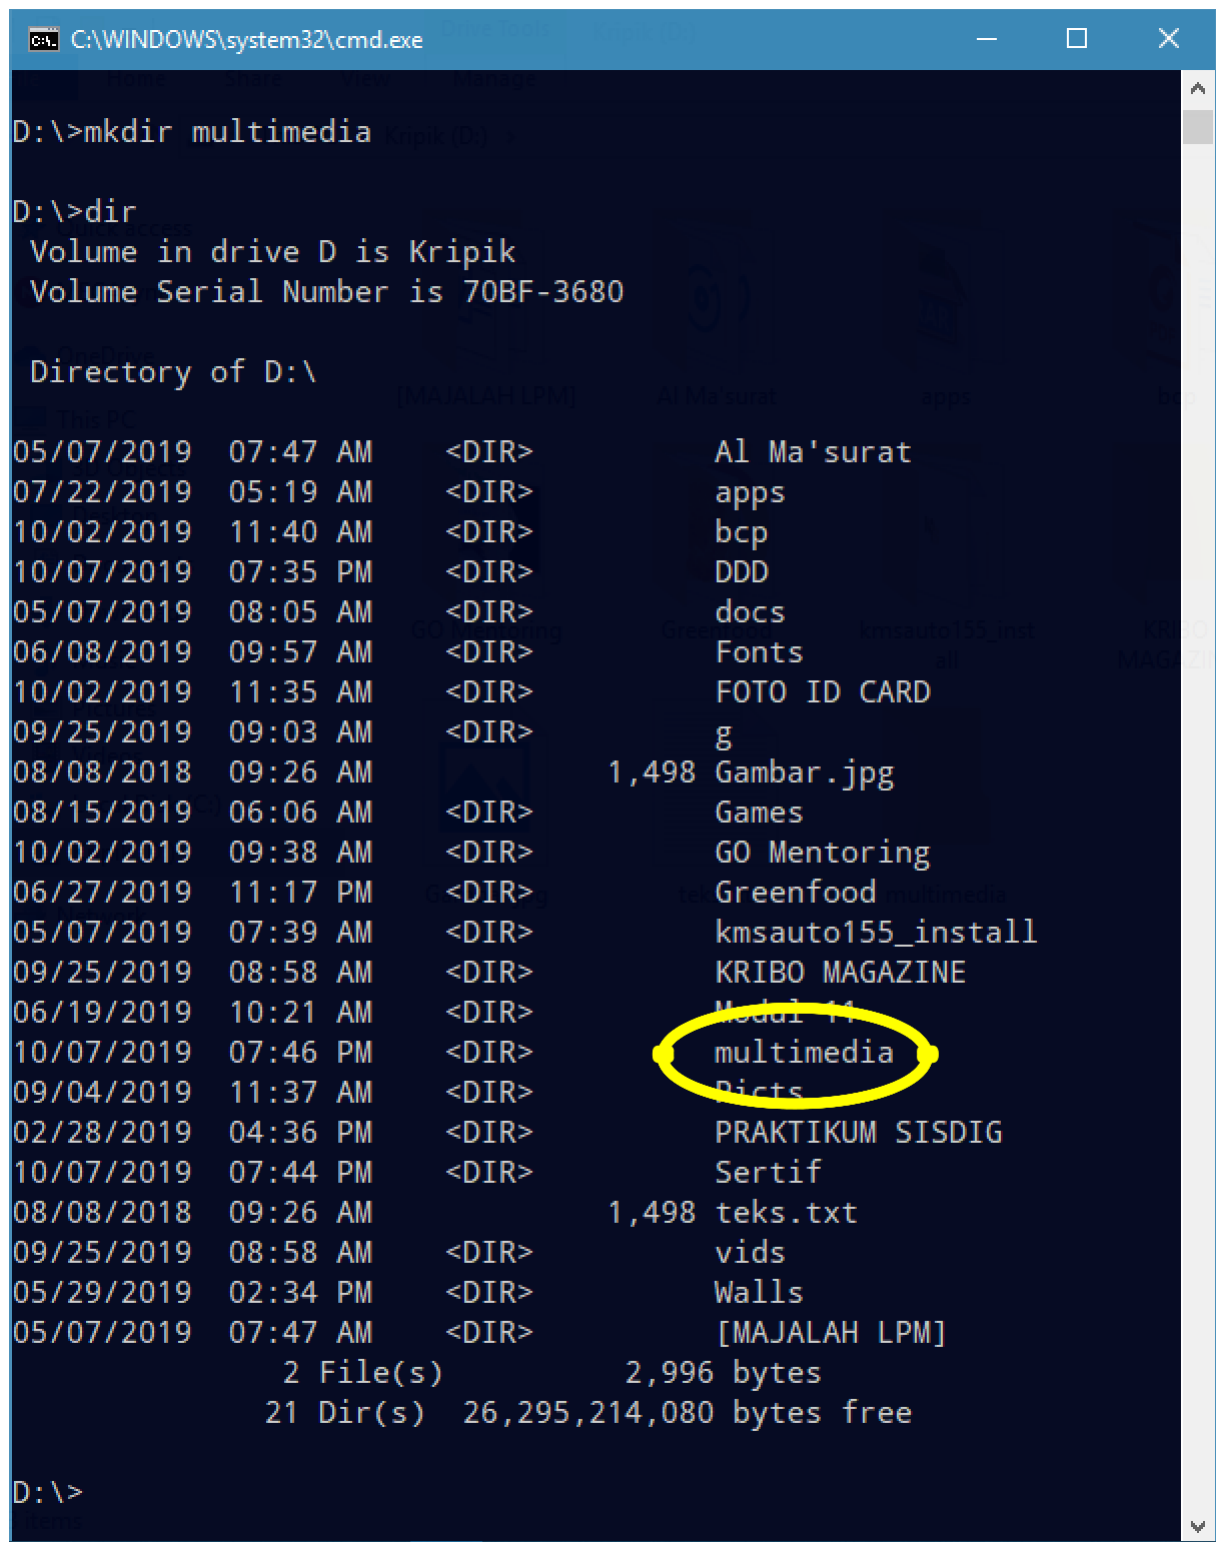 C:\WINDOWS\system32\cmd.exe
D:\>mkdir multimedia
D:\>dir
Volume in drive D is Kripik
Volume Serial Number is 70BF-3680
Directory of D:\
05/07/2019 07:47 AM <DIR> Al Ma'surat
07/22/2019 05:19 AM <DIR> apps
10/02/2019 11:40 AM <DIR> bcp
10/07/2019 07:35 PM <DIR> DDD
05/07/2019 08:05 AM <DIR> docs
06/08/2019 09:57 AM <DIR> Fonts
10/02/2019 11:35 AM <DIR> FOTO ID CARD
09/25/2019 09:03 AM <DIR> g
08/08/2018 09:26 AM 1,498 Gambar.jpg
08/15/2019 06:06 AM <DIR> Games
10/02/2019 09:38 AM <DIR> GO Mentoring
06/27/2019 11:17 PM <DIR> Greenfood
05/07/2019 07:39 AM <DIR> kmsauto155_install
09/25/2019 08:58 AM <DIR> KRIBO MAGAZINE
06/19/2019 10:21 AM <DIR> Modul 11
10/07/2019 07:46 PM <DIR> multimedia
09/04/2019 11:37 AM <DIR> Picts
02/28/2019 04:36 PM <DIR> PRAKTIKUM SISDIG
10/07/2019 07:44 PM <DIR> Sertif
08/08/2018 09:26 AM 1,498 teks.txt
09/25/2019 08:58 AM <DIR> vids
05/29/2019 02:34 PM <DIR> Walls
05/07/2019 07:47 AM <DIR> [MAJALAH LPM]
2 File(s) 2,996 bytes
21 Dir(s) 26,295,214,080 bytes free
D:\>